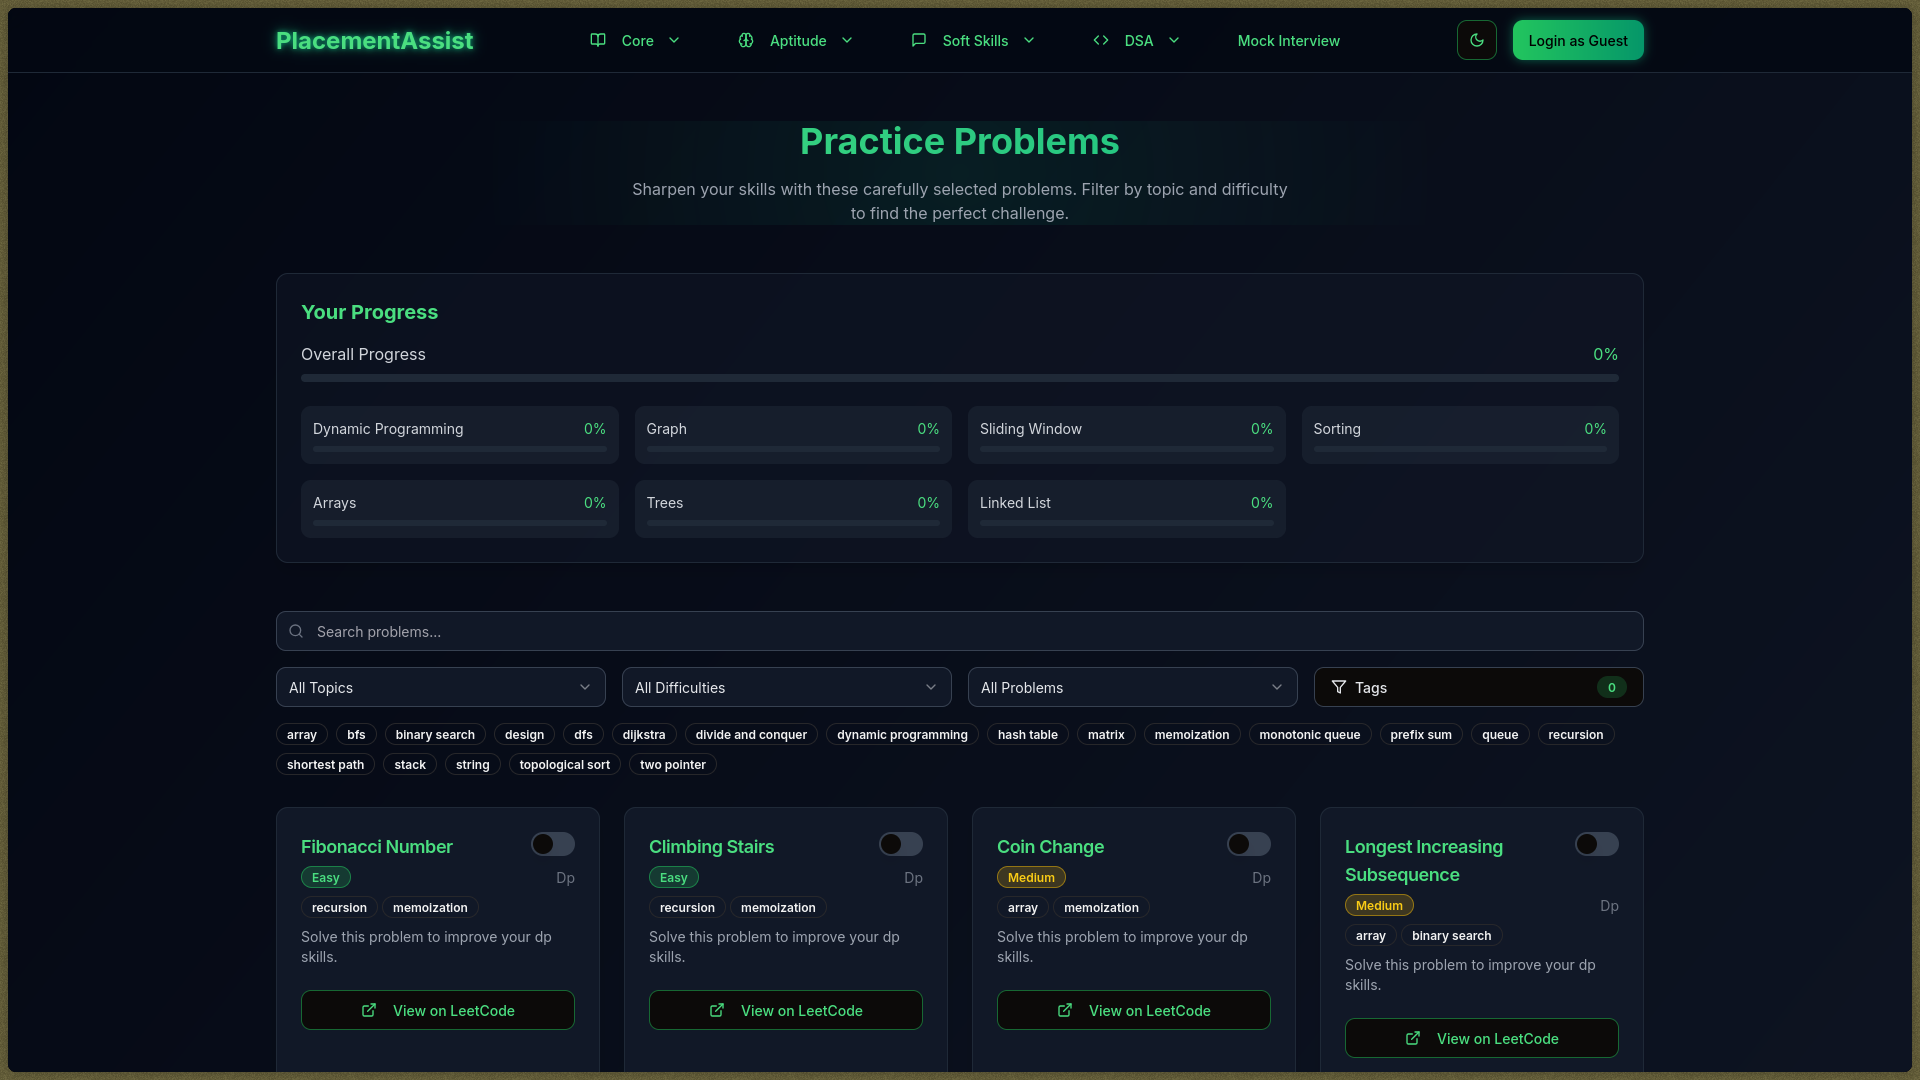 PlacementAssist
Core
Aptitude
Soft Skills
DSA
Mock Interview
Login as Guest
Practice Problems
Sharpen your skills with these carefully selected problems. Filter by topic and difficulty
to find the perfect challenge.
Your Progress
Overall Progress 0%
Dynamic Programming 0%
Graph 0%
Sliding Window 0%
Sorting 0%
Arrays 0%
Trees 0%
Linked List 0%
Search problems...
All Topics
All Difficulties
All Problems
Tags 0
array bfs binary search design dfs dijkstra divide and conquer dynamic programming hash table matrix memoization monotonic queue prefix sum queue recursion
shortest path stack string topological sort two pointer
Fibonacci Number
Easy Dp
recursion memoization
Solve this problem to improve your dp
skills.
View on LeetCode
Climbing Stairs
Easy Dp
recursion memoization
Solve this problem to improve your dp
skills.
View on LeetCode
Coin Change
Medium Dp
array memoization
Solve this problem to improve your dp
skills.
View on LeetCode
Longest Increasing
Subsequence
Medium Dp
array binary search
Solve this problem to improve your dp
skills.
View on LeetCode